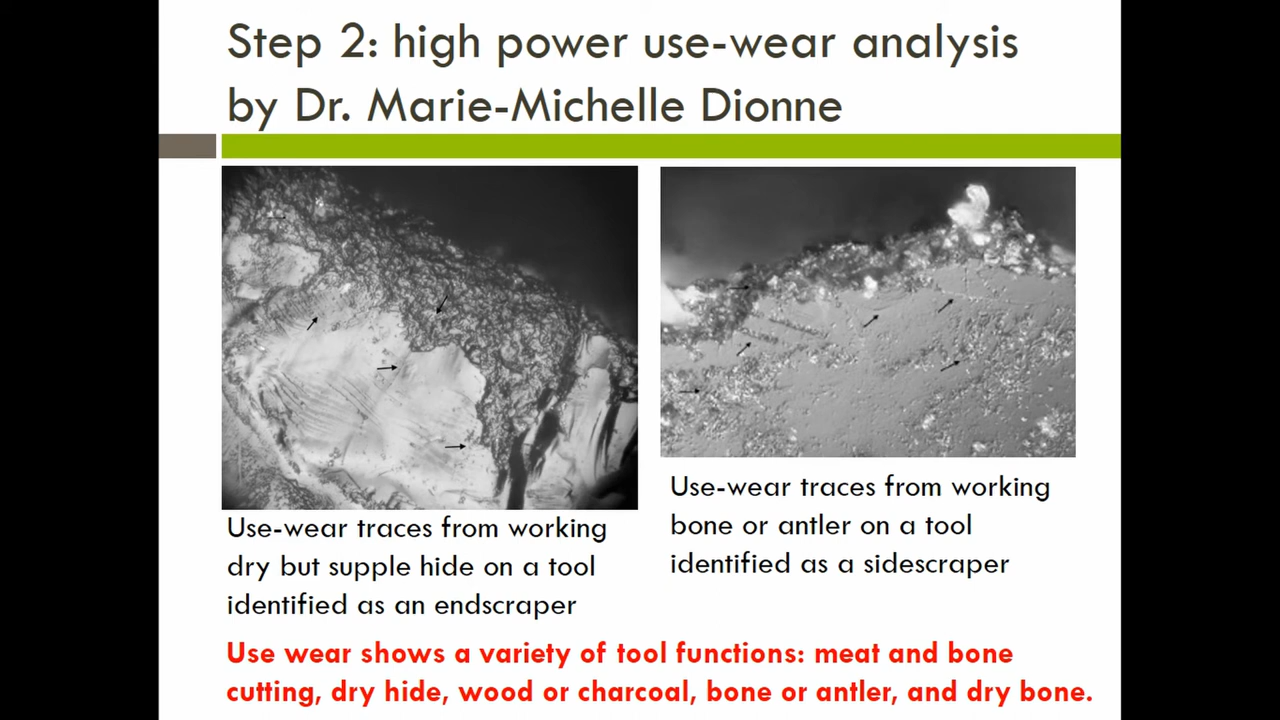 Step 2: high power use-wear analysis
by Dr. Marie-Michelle Dionne
Use-wear traces from working
dry but supple hide on a tool
identified as an endscraper
Use-wear traces from working
bone or antler on a tool
identified as a sidescraper
Use wear shows a variety of tool functions: meat and bone
cutting, dry hide, wood or charcoal, bone or antler, and dry bone.